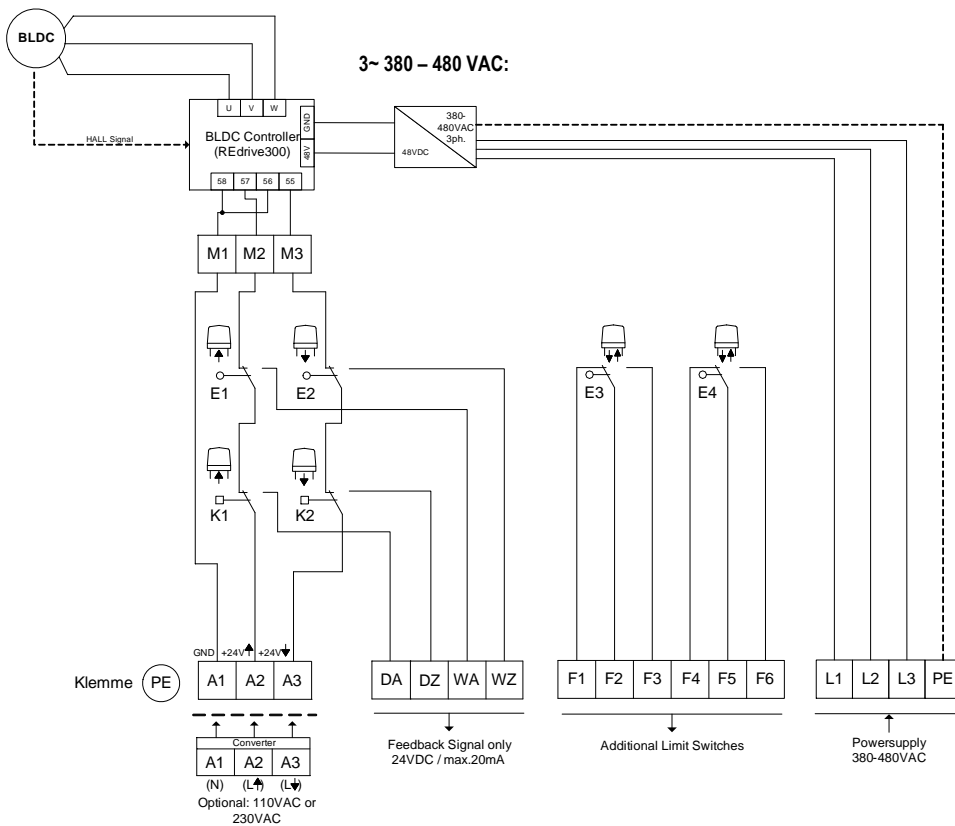 BLDC
3~ 380 – 480 VAC:
U V W
GND
48V
BLDC Controller
(REdrive300)
HALL Signal
58 57 56 55
380-
480VAC
3ph.
48VDC
M1 M2 M3
E1 E2 E3 E4
K1 K2
GND +24V +24V
Klemme PE A1 A2 A3
DA DZ WA WZ
F1 F2 F3 F4 F5 F6
L1 L2 L3 PE
Converter
A1 A2 A3
(N) (L) (L)
Optional: 110VAC or
230VAC
Feedback Signal only
24VDC / max.20mA
Additional Limit Switches
Powersupply
380-480VAC